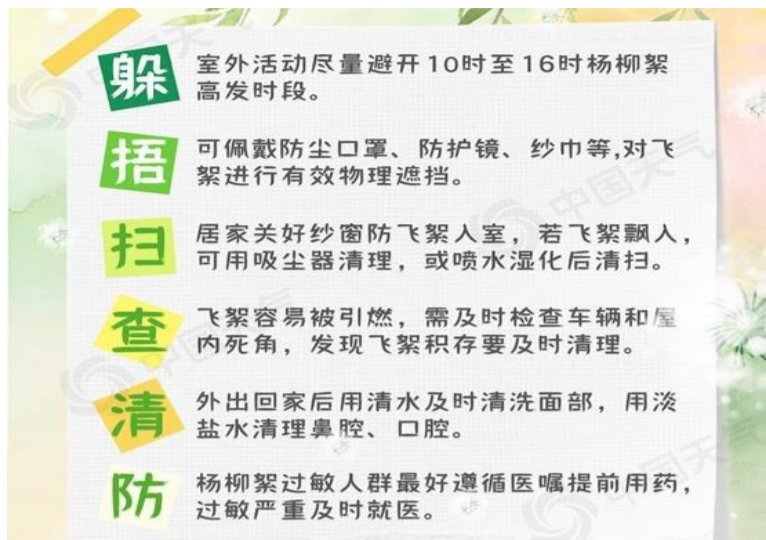 躲
室外活动尽量避开10时至16时杨柳絮
高发时段。
捂
可佩戴防尘口罩、防护镜、纱巾等,对飞
絮进行有效物理遮挡。
扫
居家关好纱窗防飞絮入室，若飞絮飘入，
可用吸尘器清理，或喷水湿化后清扫。
查
飞絮容易被引燃，需及时检查车辆和屋
内死角，发现飞絮积存要及时清理。
清
外出回家后用清水及时清洗面部，用淡
盐水清理鼻腔、口腔。
防
杨柳絮过敏人群最好遵循医嘱提前用药，
过敏严重及时就医。
中国天气